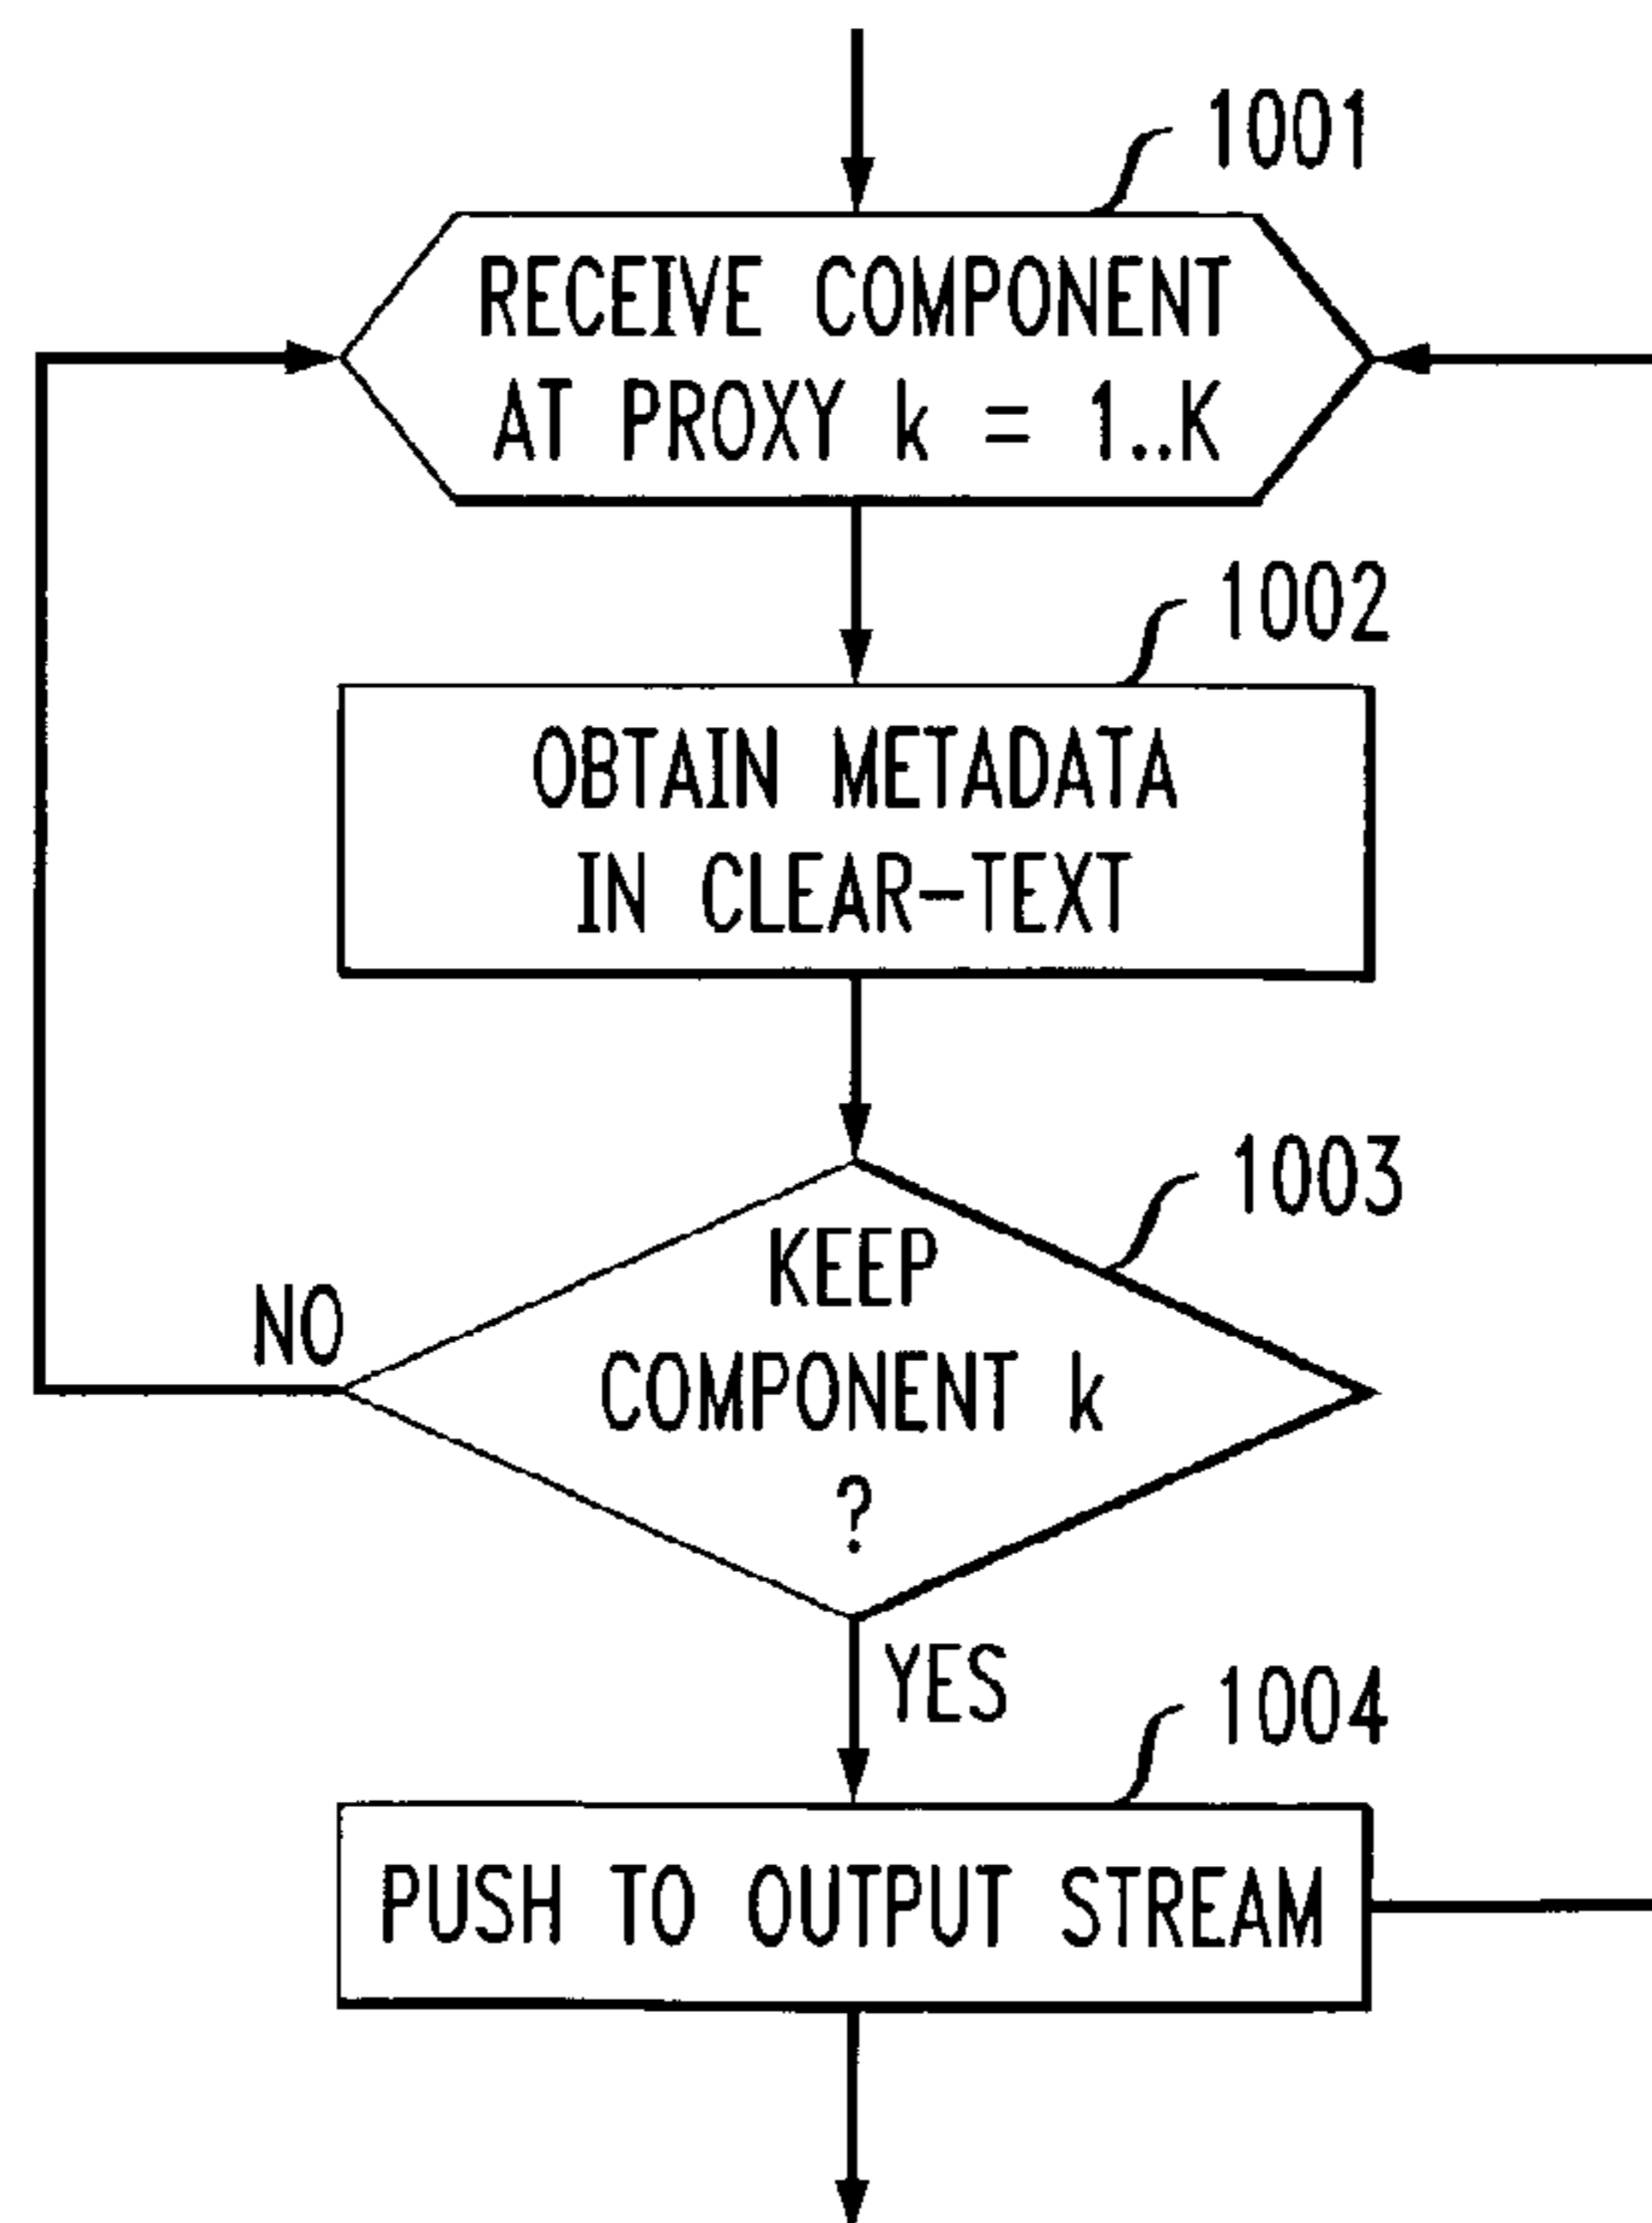 1001
RECEIVE COMPONENT
AT PROXY k = 1..K
1002
OBTAIN METADATA
IN CLEAR-TEXT
1003
KEEP
COMPONENT k
?
NO
YES
1004
PUSH TO OUTPUT STREAM